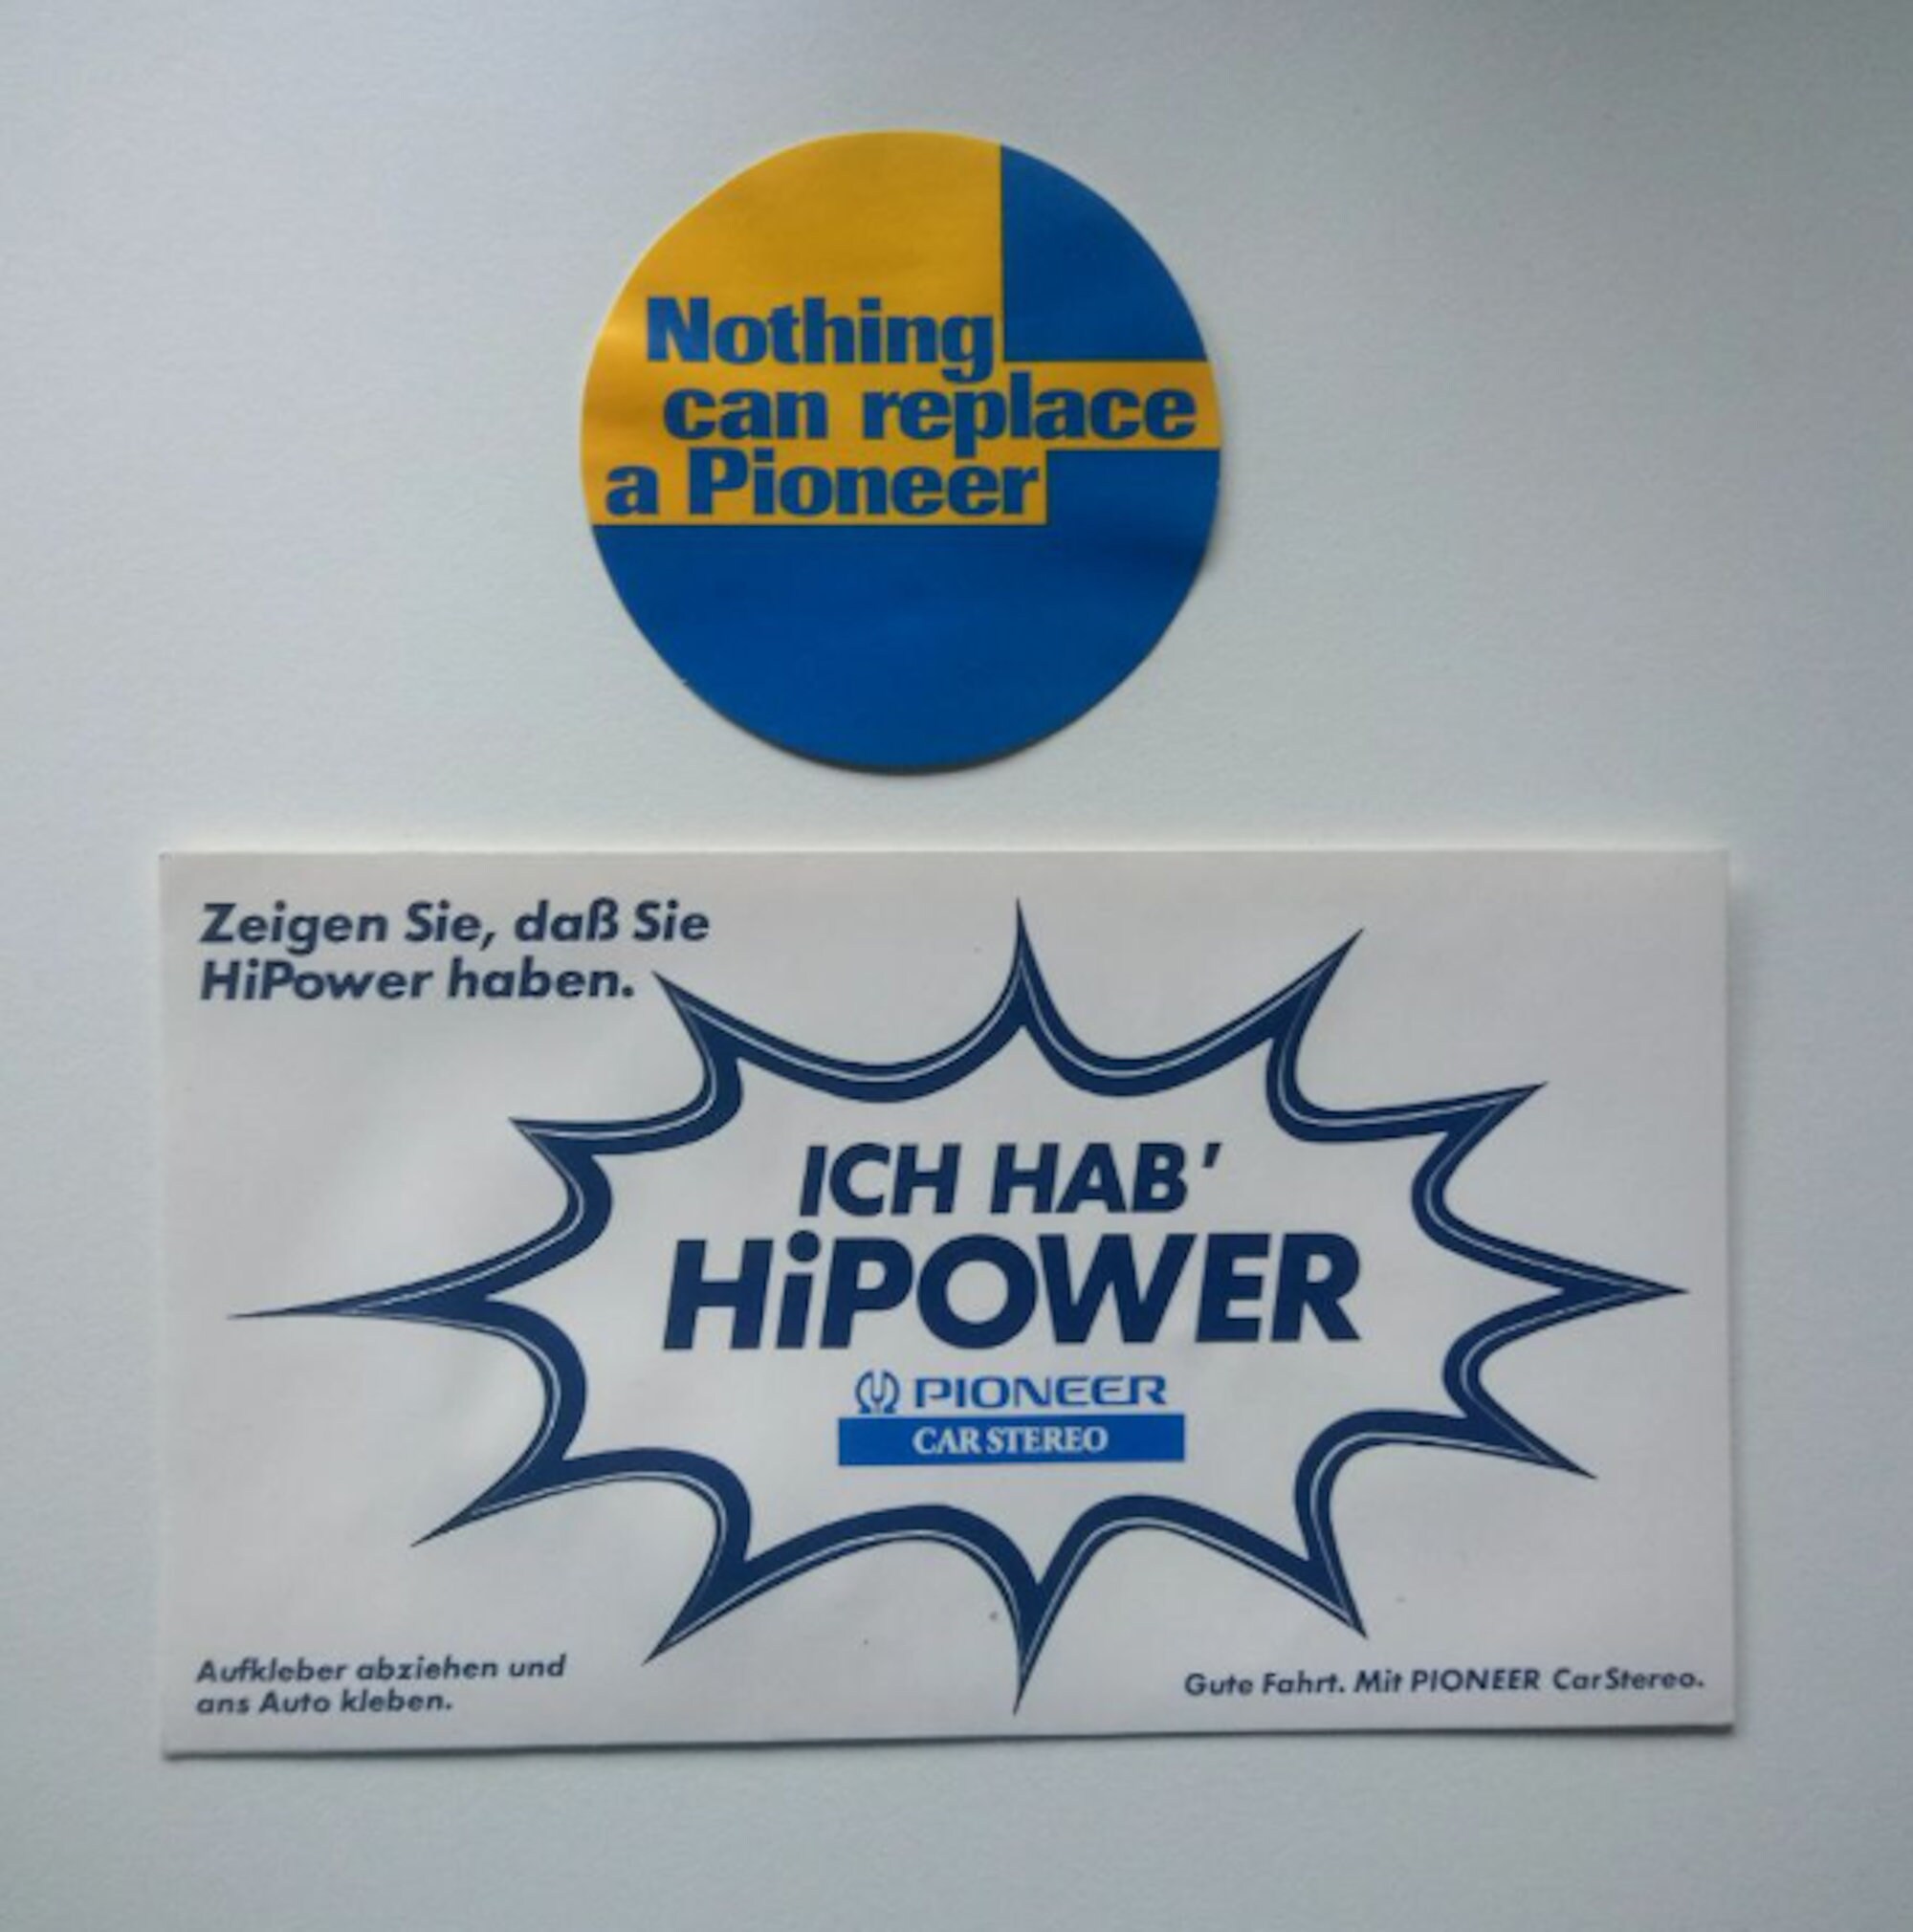 Nothing
can replace
a Pioneer
Zeigen Sie, daß Sie
HiPower haben.
ICH HAB'
HiPOWER
PIONEER
CAR STEREO
Aufkleber abziehen und
ans Auto kleben.
Gute Fahrt. Mit PIONEER CarStereo.